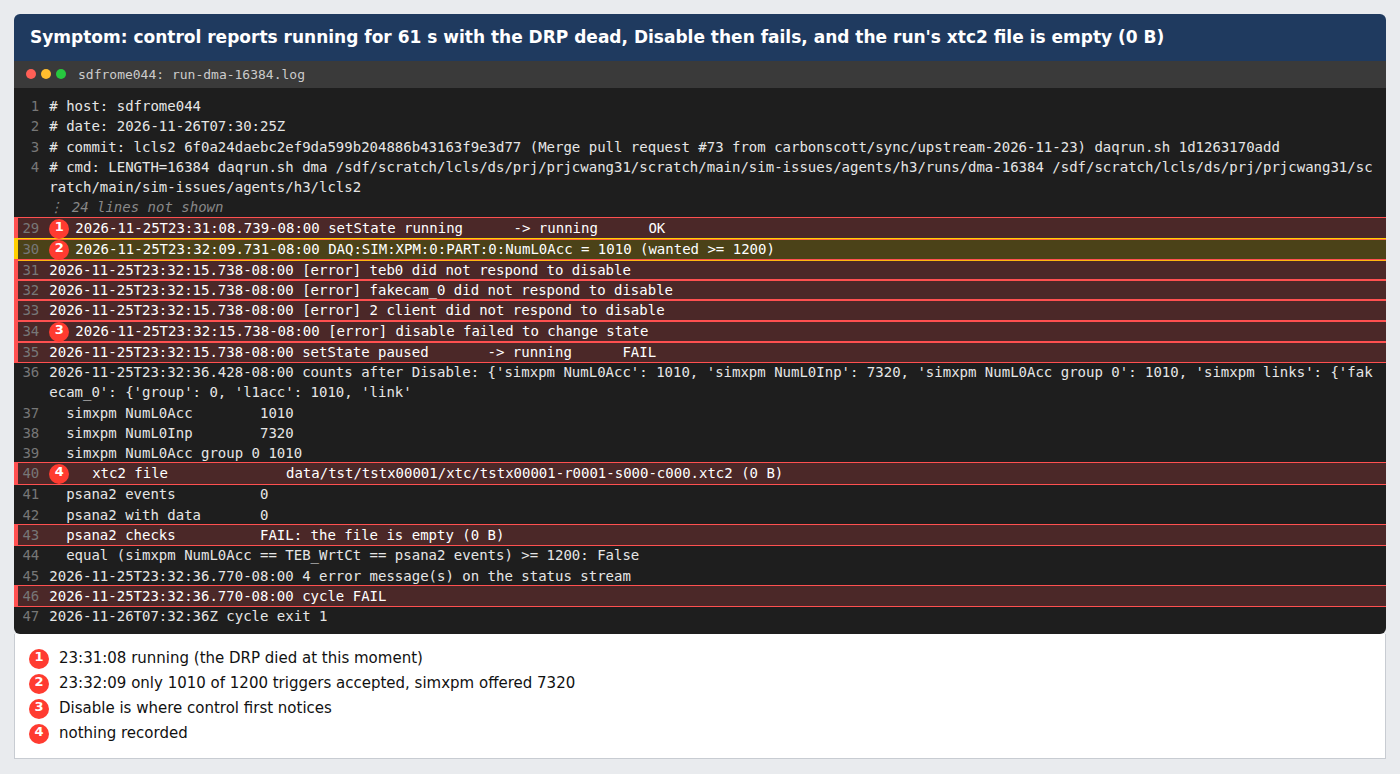 Symptom: control reports running for 61 s with the DRP dead, Disable then fails, and the run's xtc2 file is empty (0 B)
sdfrome044: run-dma-16384.log
1 # host: sdfrome044
2 # date: 2026-11-26T07:30:25Z
3 # commit: lcls2 6f0a24daebc2ef9da599b204886b43163f9e3d77 (Merge pull request #73 from carbonscott/sync/upstream-2026-11-23) daqrun.sh 1d1263170add
4 # cmd: LENGTH=16384 daqrun.sh dma /sdf/scratch/lcls/ds/prj/prjcwang31/scratch/main/sim-issues/agents/h3/runs/dma-16384 /sdf/scratch/lcls/ds/prj/prjcwang31/sc
ratch/main/sim-issues/agents/h3/lcls2
⋮ 24 lines not shown
29 1 2026-11-25T23:31:08.739-08:00 setState running -> running OK
30 2 2026-11-25T23:32:09.731-08:00 DAQ:SIM:XPM:0:PART:0:NumL0Acc = 1010 (wanted >= 1200)
31 2026-11-25T23:32:15.738-08:00 [error] teb0 did not respond to disable
32 2026-11-25T23:32:15.738-08:00 [error] fakecam_0 did not respond to disable
33 2026-11-25T23:32:15.738-08:00 [error] 2 client did not respond to disable
34 3 2026-11-25T23:32:15.738-08:00 [error] disable failed to change state
35 2026-11-25T23:32:15.738-08:00 setState paused -> running FAIL
36 2026-11-25T23:32:36.428-08:00 counts after Disable: {'simxpm NumL0Acc': 1010, 'simxpm NumL0Inp': 7320, 'simxpm NumL0Acc group 0': 1010, 'simxpm links': {'fak
ecam_0': {'group': 0, 'l1acc': 1010, 'link'
37 simxpm NumL0Acc 1010
38 simxpm NumL0Inp 7320
39 simxpm NumL0Acc group 0 1010
40 4 xtc2 file data/tst/tstx00001/xtc/tstx00001-r0001-s000-c000.xtc2 (0 B)
41 psana2 events 0
42 psana2 with data 0
43 psana2 checks FAIL: the file is empty (0 B)
44 equal (simxpm NumL0Acc == TEB_WrtCt == psana2 events) >= 1200: False
45 2026-11-25T23:32:36.770-08:00 4 error message(s) on the status stream
46 2026-11-25T23:32:36.770-08:00 cycle FAIL
47 2026-11-26T07:32:36Z cycle exit 1
1 23:31:08 running (the DRP died at this moment)
2 23:32:09 only 1010 of 1200 triggers accepted, simxpm offered 7320
3 Disable is where control first notices
4 nothing recorded